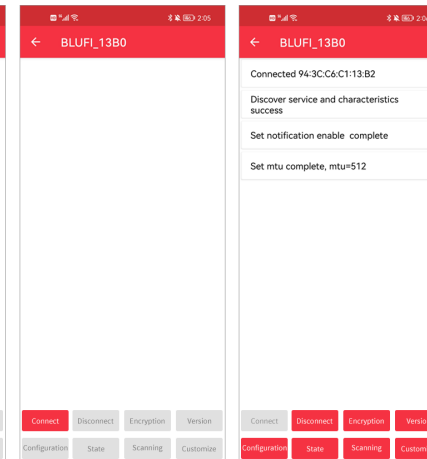 2:05
← BLUFI_13B0
Connect Disconnect Encryption Version
Configuration State Scanning Customize
← BLUFI_13B0
Connected 94:3C:C6:C1:13:B2
Discover service and characteristics
success
Set notification enable complete
Set mtu complete, mtu=512
Connect Disconnect Encryption Versio
Configuration State Scanning Custom